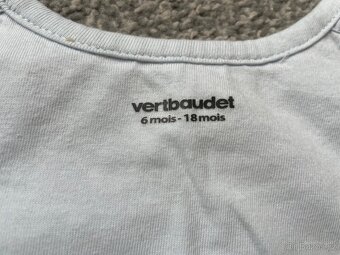 vertbaudet
6 mois - 18 mois